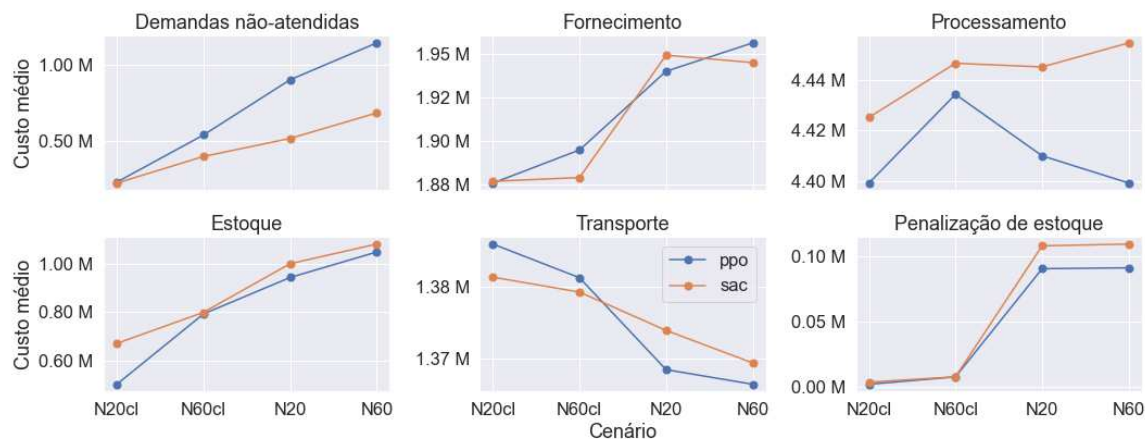 Demandas não-atendidas
Fornecimento
Processamento
Custo médio
1.00 M
0.50 M
1.95 M
1.92 M
1.90 M
1.88 M
4.44 M
4.42 M
4.40 M
Estoque
Transporte
Penalização de estoque
Custo médio
1.00 M
0.80 M
0.60 M
1.38 M
1.37 M
ppo
sac
0.10 M
0.05 M
0.00 M
N20cl N60cl N20 N60
N20cl N60cl N20 N60
N20cl N60cl N20 N60
Cenário